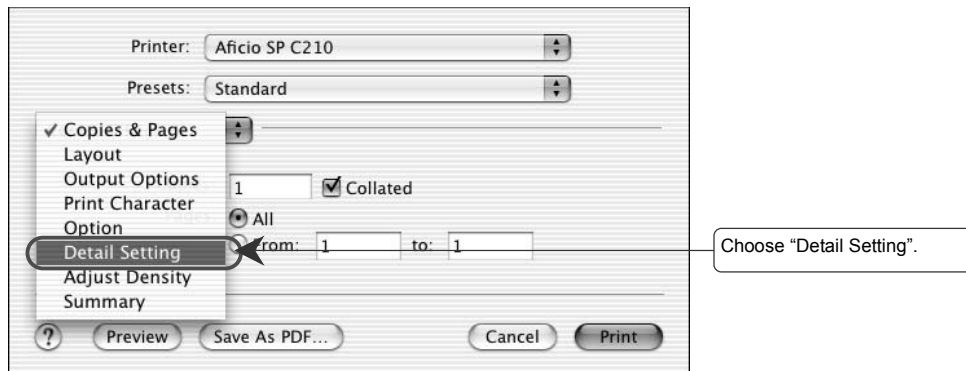 Printer: Aficio SP C210
Presets: Standard
✓ Copies & Pages
Layout
Output Options
1 Collated
Print Character
All
Option
From: 1 to: 1
Detail Setting
Choose “Detail Setting”.
Adjust Density
Summary
? Preview Save As PDF... Cancel Print